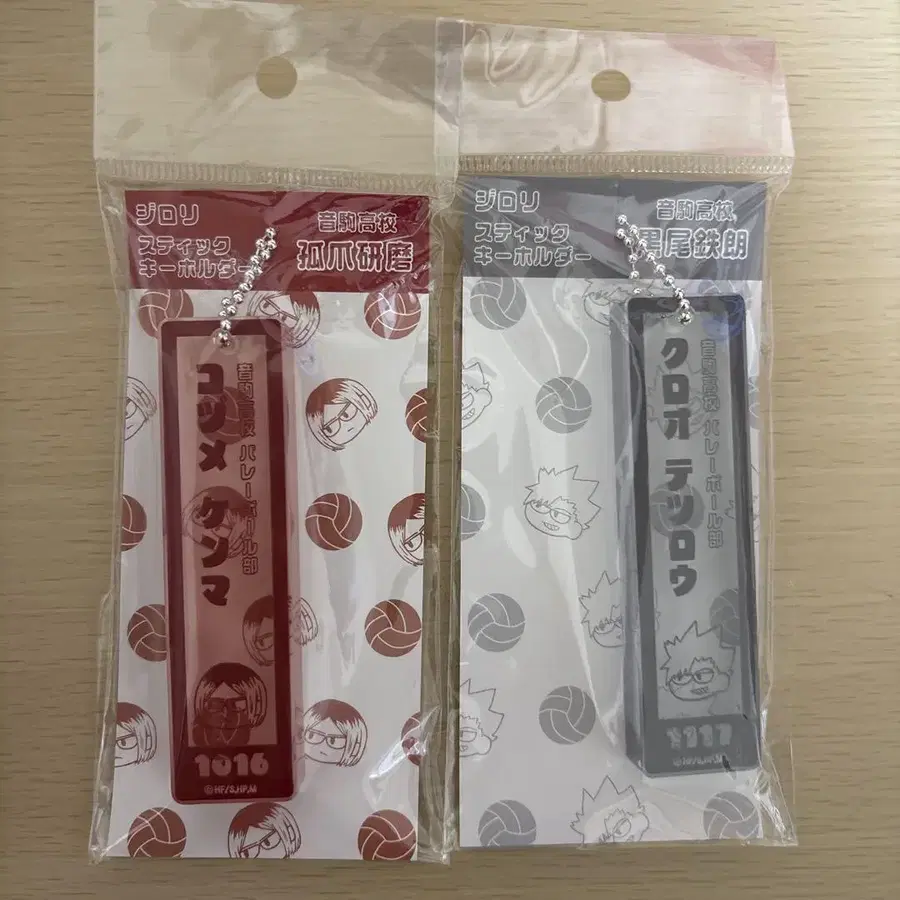 ジロリ
スティック
キーホルダー
音駒高校
孤爪研磨
音駒高校 バレーボール部
コヅメ ケンマ
1016
©HF/S,HP,M
ジロリ
スティック
キーホルダー
音駒高校
黒尾鉄朗
音駒高校 バレーボール部
クロオ テツロウ
1117
©HF/S,HP,M